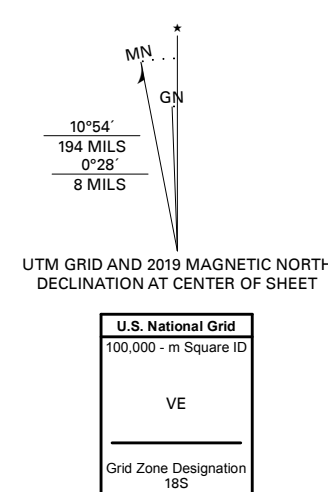 ★
MN
GN
10°54´
194 MILS
0°28´
8 MILS
UTM GRID AND 2019 MAGNETIC NORTH
DECLINATION AT CENTER OF SHEET
U.S. National Grid
100,000 - m Square ID
VE
Grid Zone Designation
18S